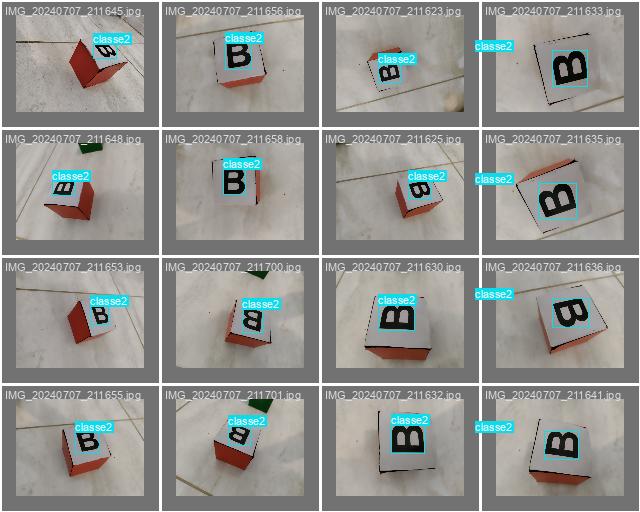 IMG_20240707_211645.jpg IMG_20240707_211656.jpg IMG_20240707_211623.jpg IMG_20240707_211633.jpg
classe2 classe2 classe2 classe2
B B B B
IMG_20240707_211648.jpg IMG_20240707_211658.jpg IMG_20240707_211625.jpg IMG_20240707_211635.jpg
classe2 classe2 classe2 classe2
B B B B
IMG_20240707_211653.jpg IMG_20240707_211700.jpg IMG_20240707_211630.jpg IMG_20240707_211636.jpg
classe2 classe2 classe2 classe2
B B B B
IMG_20240707_211655.jpg IMG_20240707_211701.jpg IMG_20240707_211632.jpg IMG_20240707_211641.jpg
classe2 classe2 classe2 classe2
B B B B